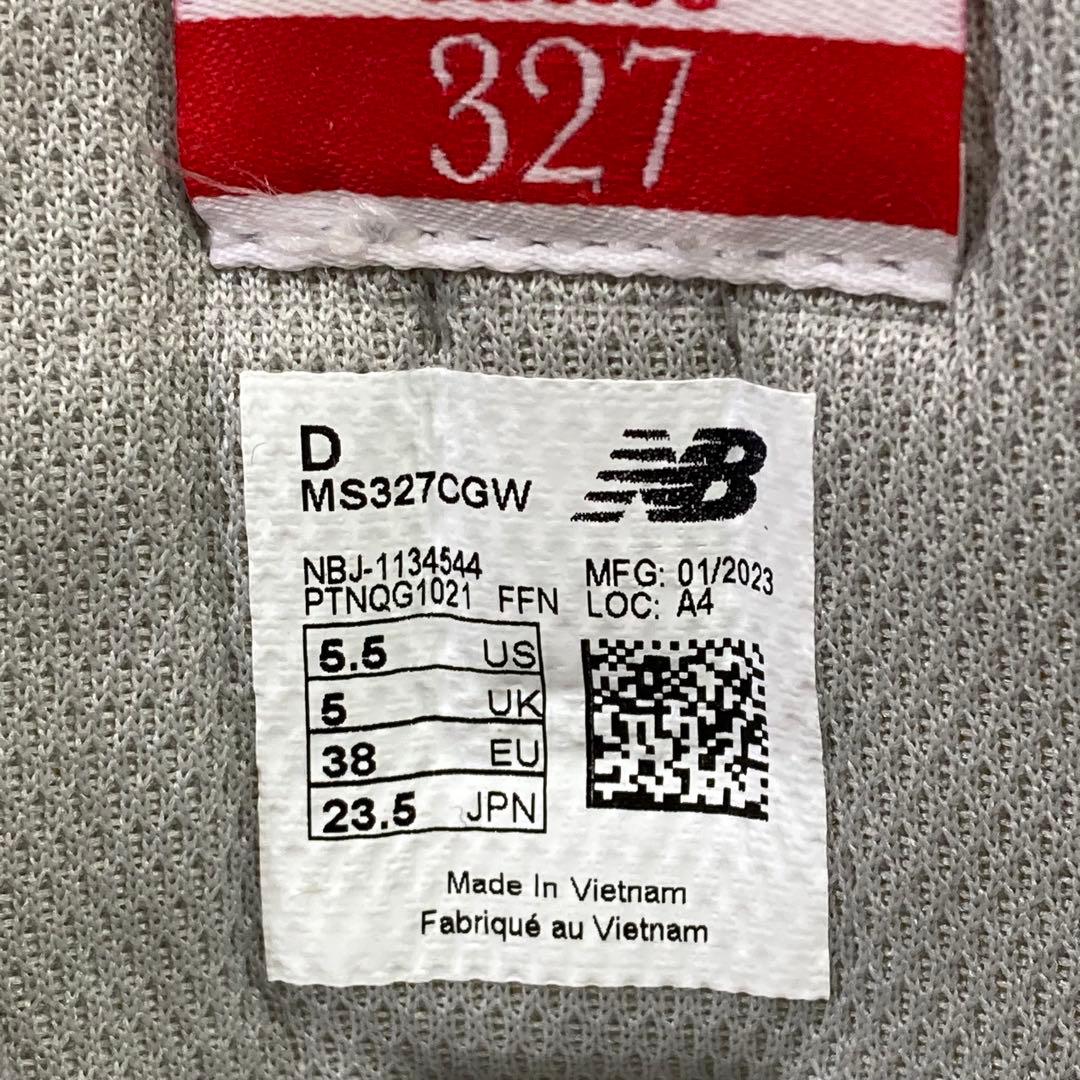 327
D
MS327CGW
NB
NBJ-1134544
PTNQG1021 FFN
MFG: 01/2023
LOC: A4
5.5 US
5 UK
38 EU
23.5 JPN
Made In Vietnam
Fabriqué au Vietnam